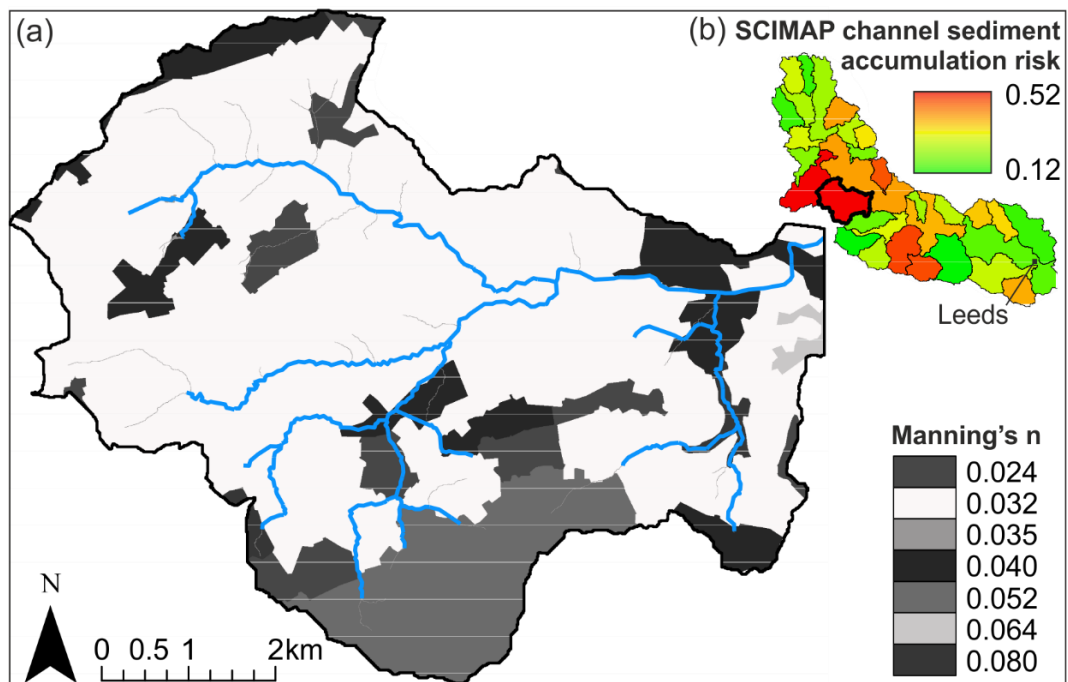 (a)
(b) SCIMAP channel sediment
accumulation risk
0.52
0.12
Leeds
Manning's n
0.024
0.032
0.035
0.040
0.052
0.064
0.080
N
0 0.5 1 2km